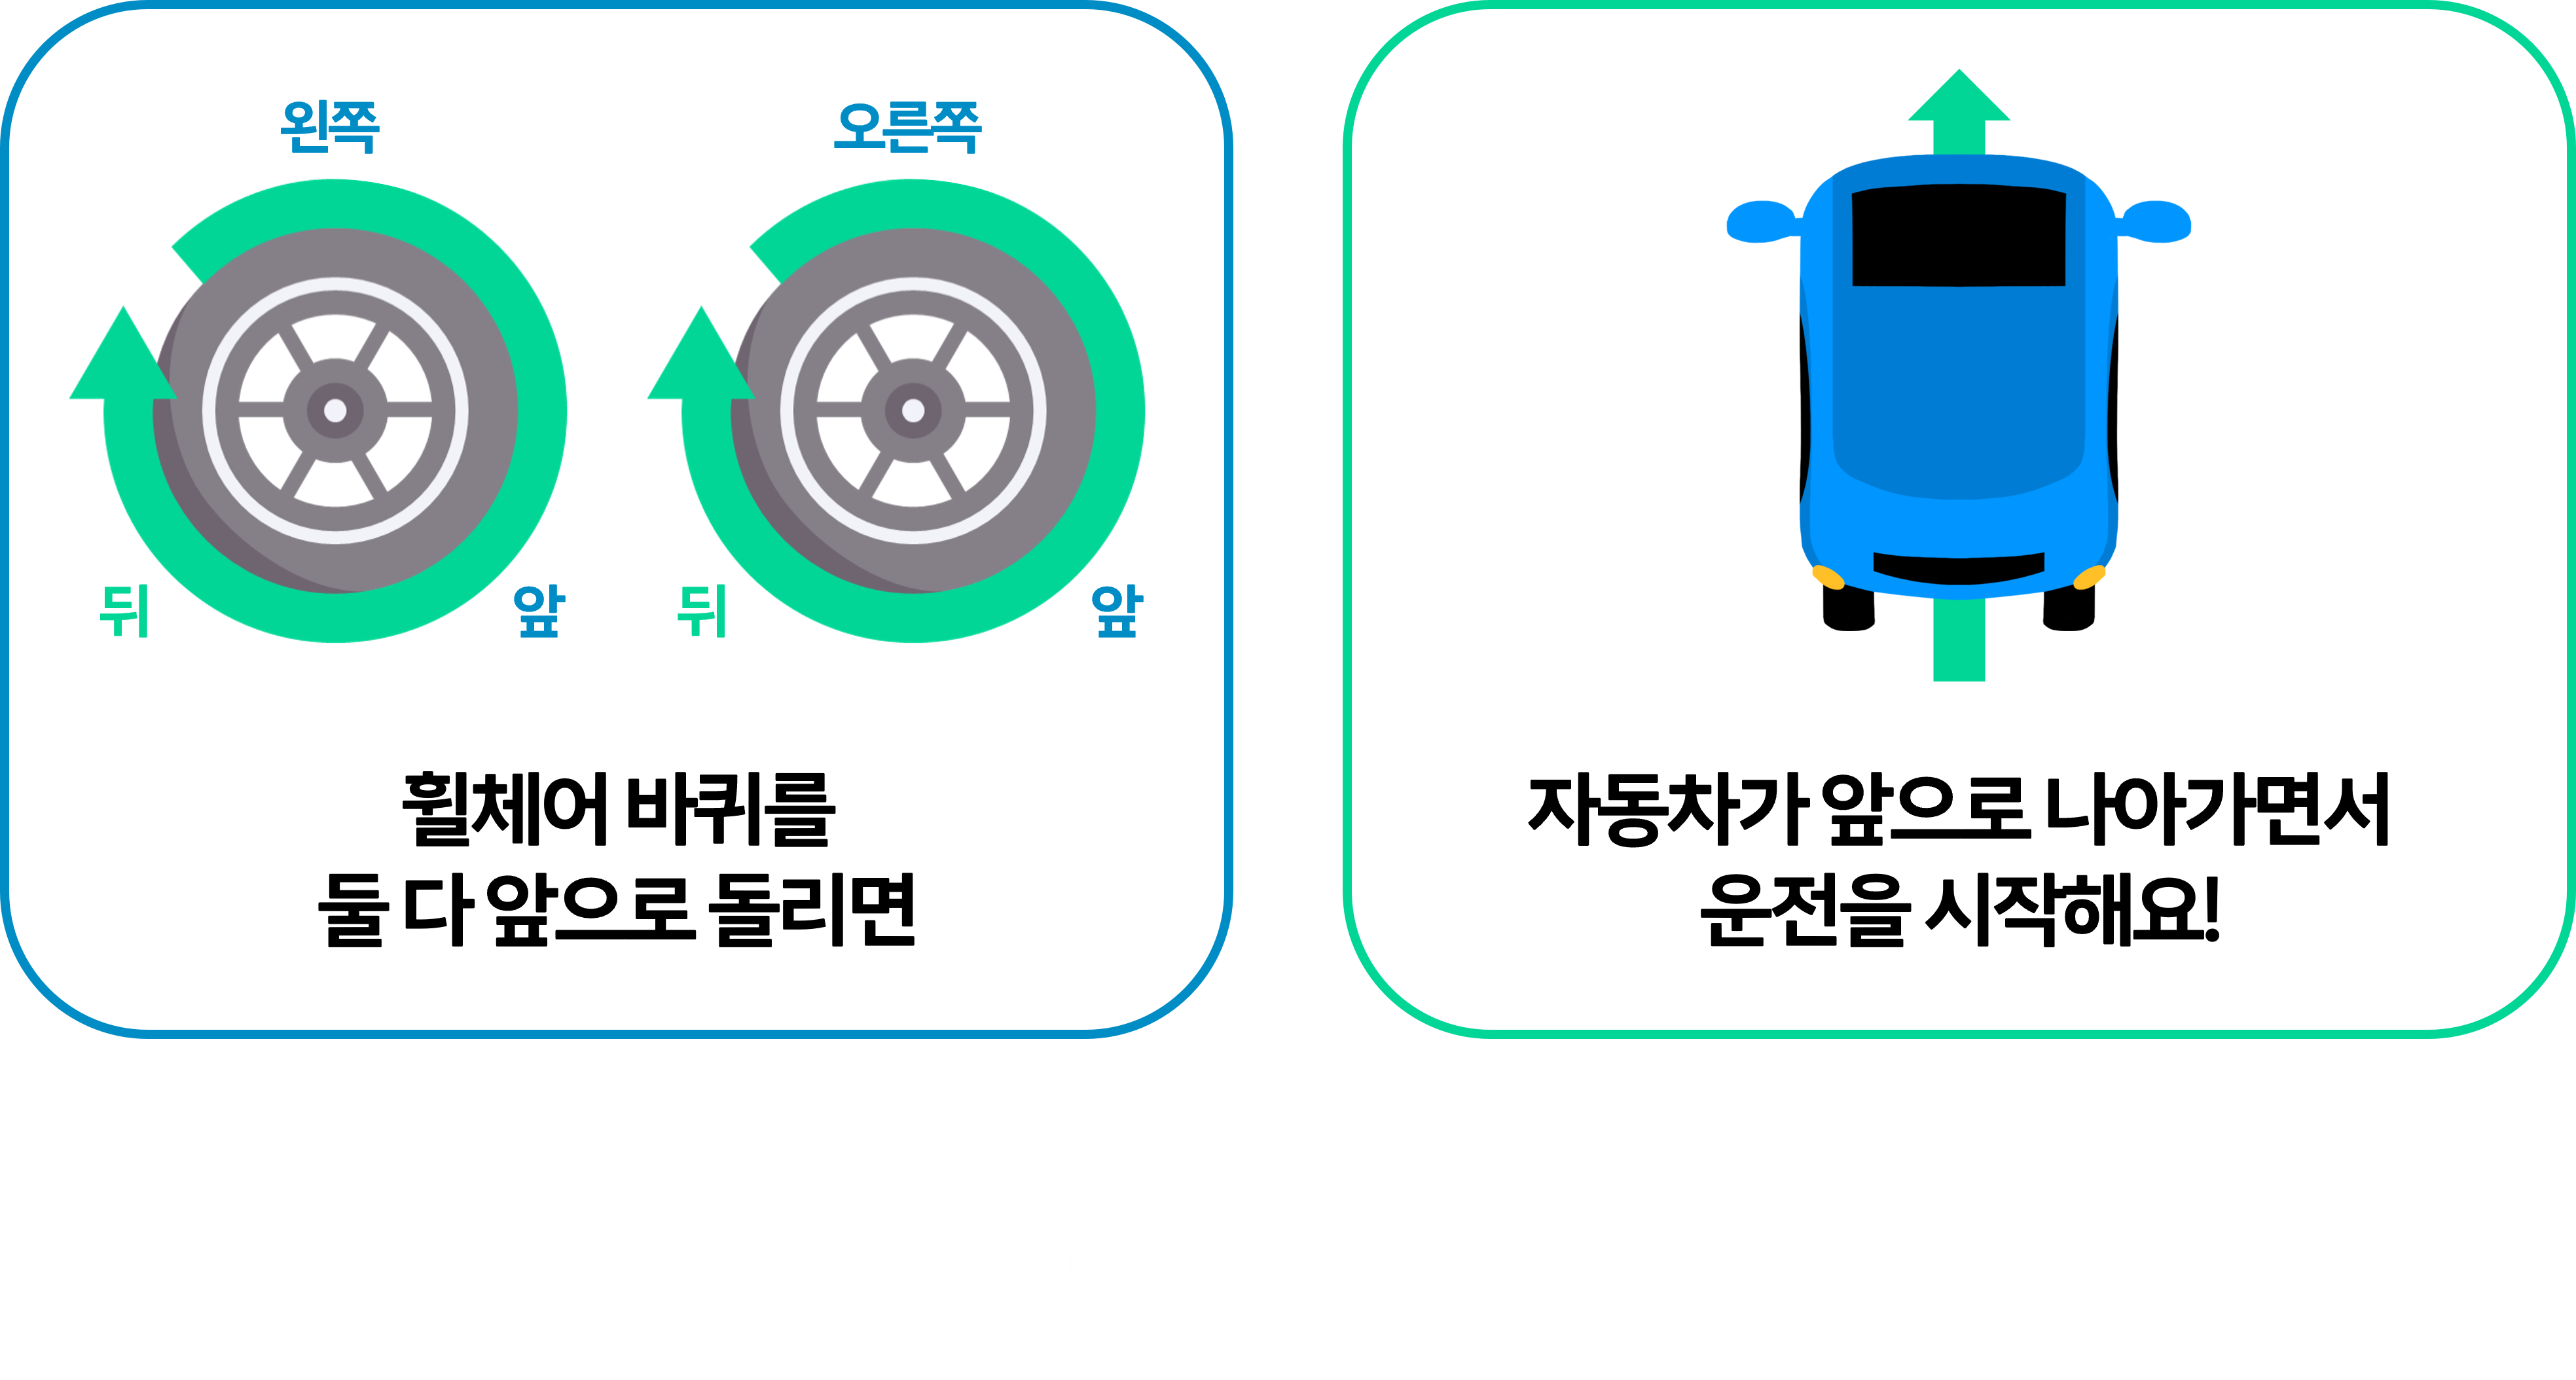 왼쪽
오른쪽
뒤
앞
뒤
앞
휠체어 바퀴를
둘 다 앞으로 돌리면
자동차가 앞으로 나아가면서
운전을 시작해요!